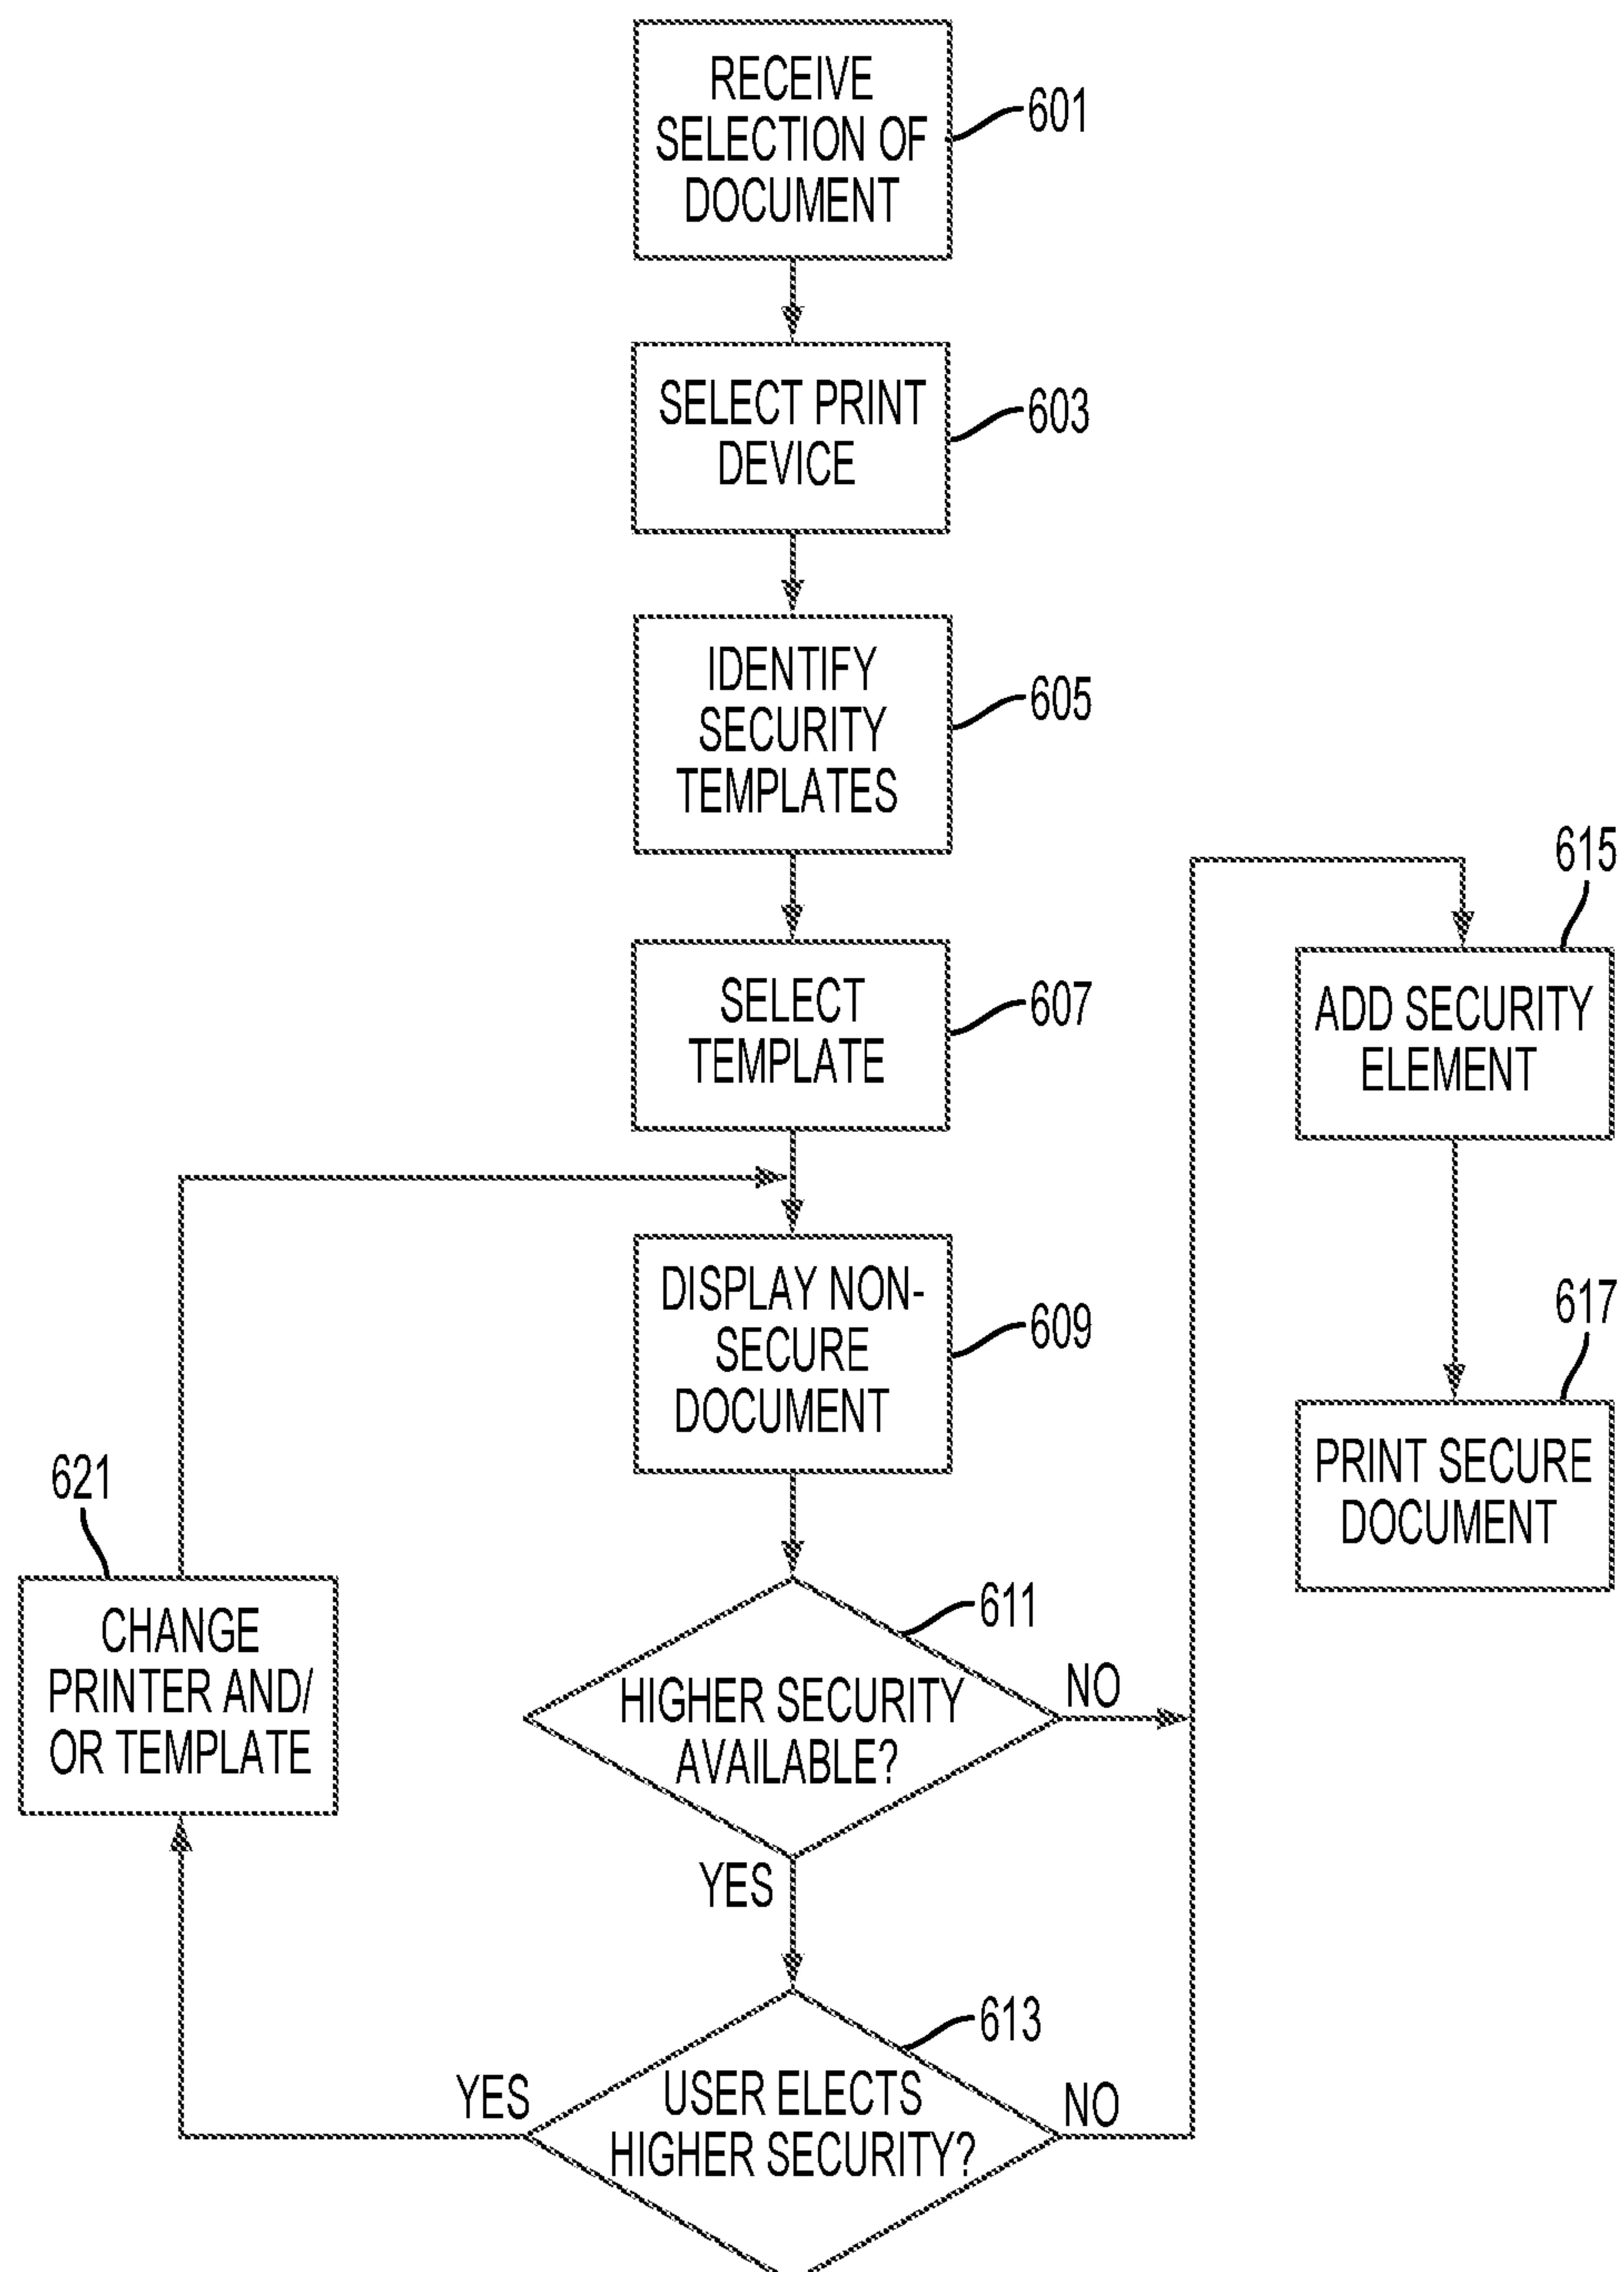 RECEIVE
SELECTION OF
DOCUMENT
601
SELECT PRINT
DEVICE
603
IDENTIFY
SECURITY
TEMPLATES
605
SELECT
TEMPLATE
607
DISPLAY NON-
SECURE
DOCUMENT
609
HIGHER SECURITY
AVAILABLE?
611
NO
YES
USER ELECTS
HIGHER SECURITY?
613
YES
NO
CHANGE
PRINTER AND/
OR TEMPLATE
621
ADD SECURITY
ELEMENT
615
PRINT SECURE
DOCUMENT
617